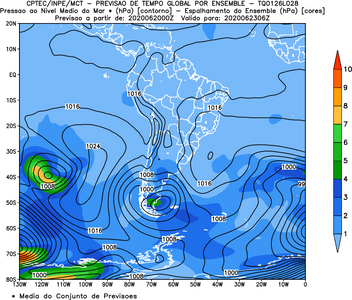 CPTEC/INPE/MCT – PREVISAO DE TEMPO GLOBAL POR ENSEMBLE – TQ0126L028
Pressao ao Nivel Medio do Mar * (hPa) [contorno] – Espalhamento do Ensemble (hPa) [cores]
Previsao a partir de: 2020062000Z Valido para: 2020062306Z
20N
10N
EQ
10S
20S
30S
40S
50S
60S
70S
80S
130W 120W 110W 100W 90W 80W 70W 60W 50W 40W 30W 20W 10W 0
1016
1016
1016
1024
1008
1000
1008
1000
99
1016
1008
1016
1008
1008
1000
1000
10
9
8
7
6
5
4
3
2
1
* Media do Conjunto de Previsoes